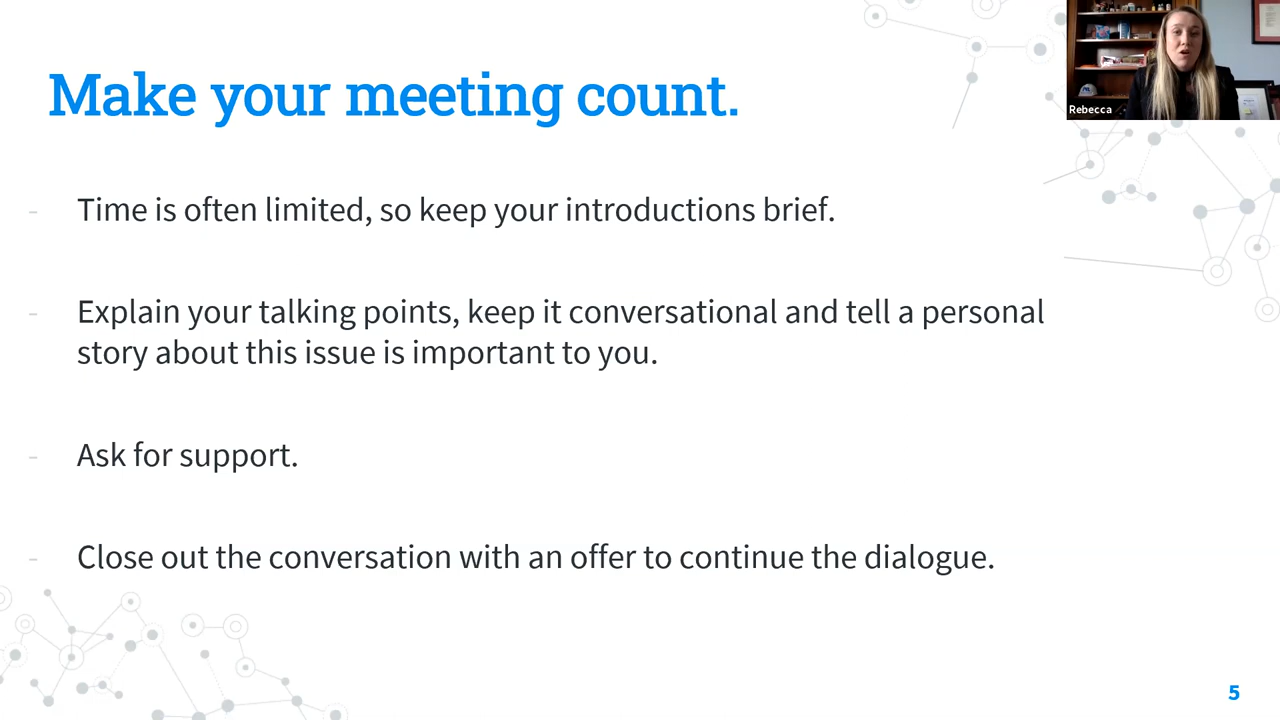 Make your meeting count.
Rebecca
- Time is often limited, so keep your introductions brief.
- Explain your talking points, keep it conversational and tell a personal
story about this issue is important to you.
- Ask for support.
- Close out the conversation with an offer to continue the dialogue.
5